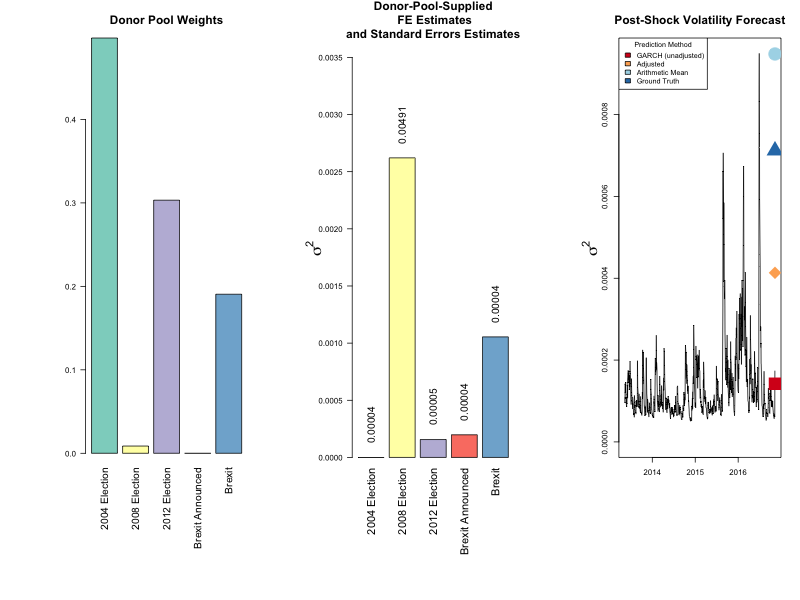 Donor Pool Weights
0.4
0.3
0.2
0.1
0.0
2004 Election
2008 Election
2012 Election
Brexit Announced
Brexit
Donor-Pool-Supplied
FE Estimates
and Standard Errors Estimates
σ²
0.0035
0.0030
0.0025
0.0020
0.0015
0.0010
0.0005
0.0000
0.00004
0.00491
0.00005
0.00004
0.00004
2004 Election
2008 Election
2012 Election
Brexit Announced
Brexit
Post-Shock Volatility Forecast
Prediction Method
GARCH (unadjusted)
Adjusted
Arithmetic Mean
Ground Truth
σ²
0.0008
0.0006
0.0004
0.0002
0.0000
2014
2015
2016